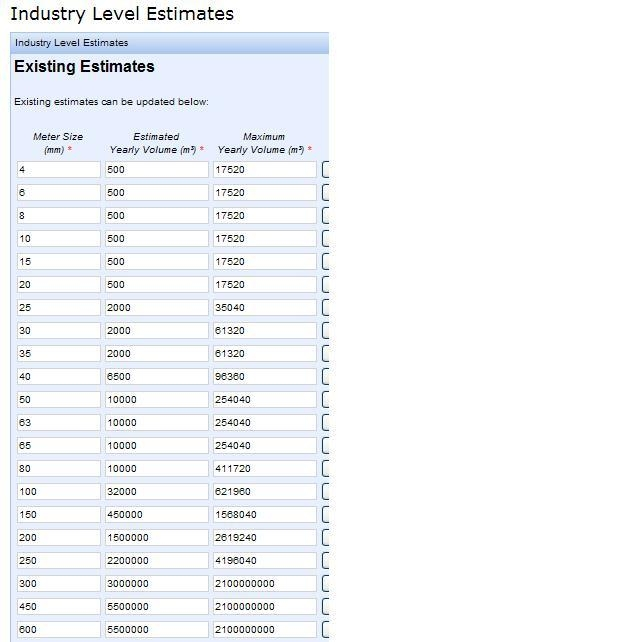 Industry Level Estimates
Industry Level Estimates
Existing Estimates
Existing estimates can be updated below:
Meter Size (mm) * Estimated Yearly Volume (m³) * Maximum Yearly Volume (m³) *
4 500 17520
6 500 17520
8 500 17520
10 500 17520
15 500 17520
20 500 17520
25 2000 35040
30 2000 61320
35 2000 61320
40 6500 96360
50 10000 254040
63 10000 254040
65 10000 254040
80 10000 411720
100 32000 621960
150 450000 1568040
200 1500000 2619240
250 2200000 4196040
300 3000000 2100000000
450 5500000 2100000000
600 5500000 2100000000